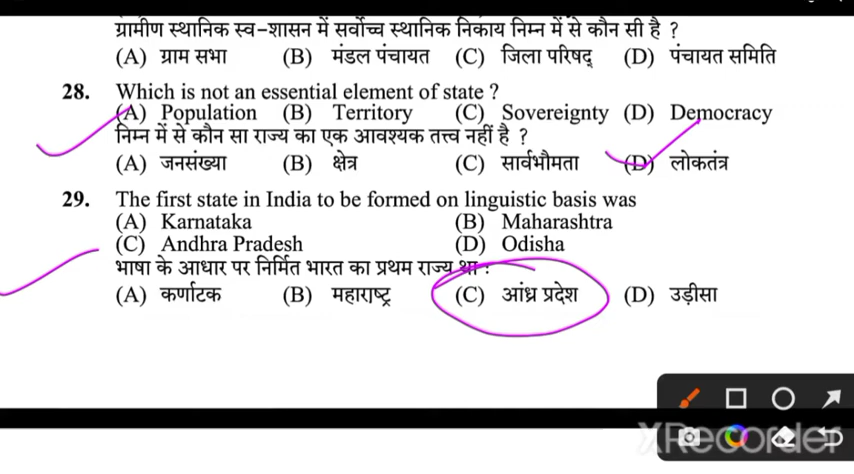 ग्रामीण स्थानिक स्व-शासन में सर्वोच्च स्थानिक निकाय निम्न में से कौन सी है ?
(A) ग्राम सभा (B) मंडल पंचायत (C) जिला परिषद् (D) पंचायत समिति
28. Which is not an essential element of state ?
(A) Population (B) Territory (C) Sovereignty (D) Democracy
निम्न में से कौन सा राज्य का एक आवश्यक तत्त्व नहीं है ?
(A) जनसंख्या (B) क्षेत्र (C) सार्वभौमता (D) लोकतंत्र
29. The first state in India to be formed on linguistic basis was
(A) Karnataka (B) Maharashtra
(C) Andhra Pradesh (D) Odisha
भाषा के आधार पर निर्मित भारत का प्रथम राज्य था :
(A) कर्णाटक (B) महाराष्ट्र (C) आंध्र प्रदेश (D) उड़ीसा
XRecorder